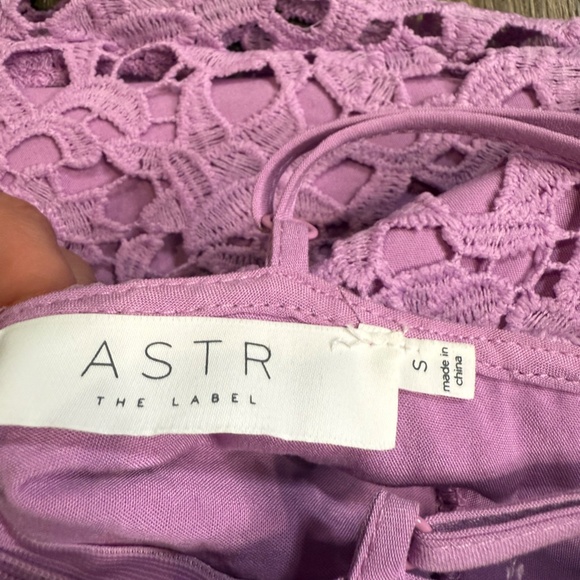 ASTR
THE LABEL
S
made in
china